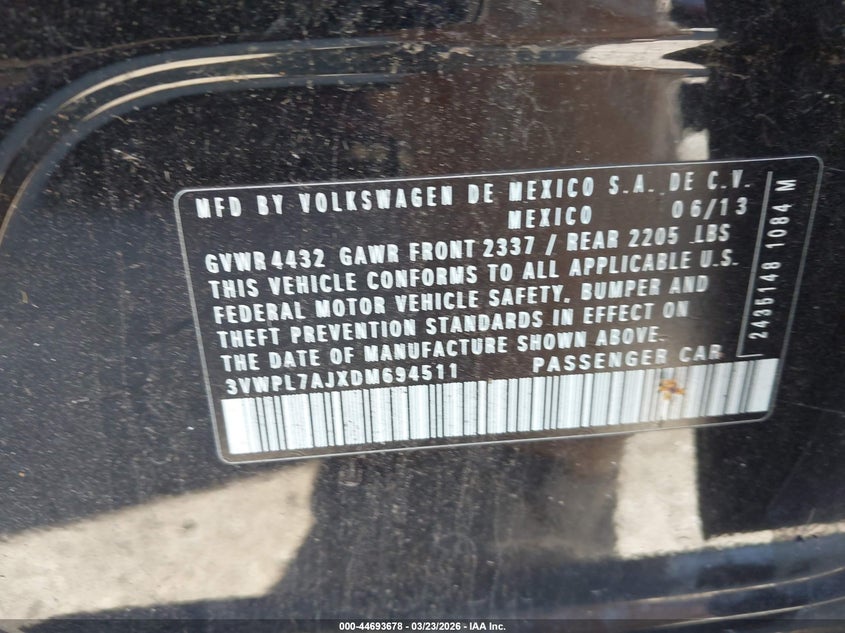 MFD BY VOLKSWAGEN DE MEXICO S.A. DE C.V.
MEXICO 06/13
GVWR 4432 GAWR FRONT 2337 / REAR 2205 LBS
THIS VEHICLE CONFORMS TO ALL APPLICABLE U.S.
FEDERAL MOTOR VEHICLE SAFETY, BUMPER AND
THEFT PREVENTION STANDARDS IN EFFECT ON
THE DATE OF MANUFACTURE SHOWN ABOVE.
3VWPL7AJXDM694511 PASSENGER CAR
2435148 1084 M
000-44693678 - 03/23/2026 - IAA Inc.